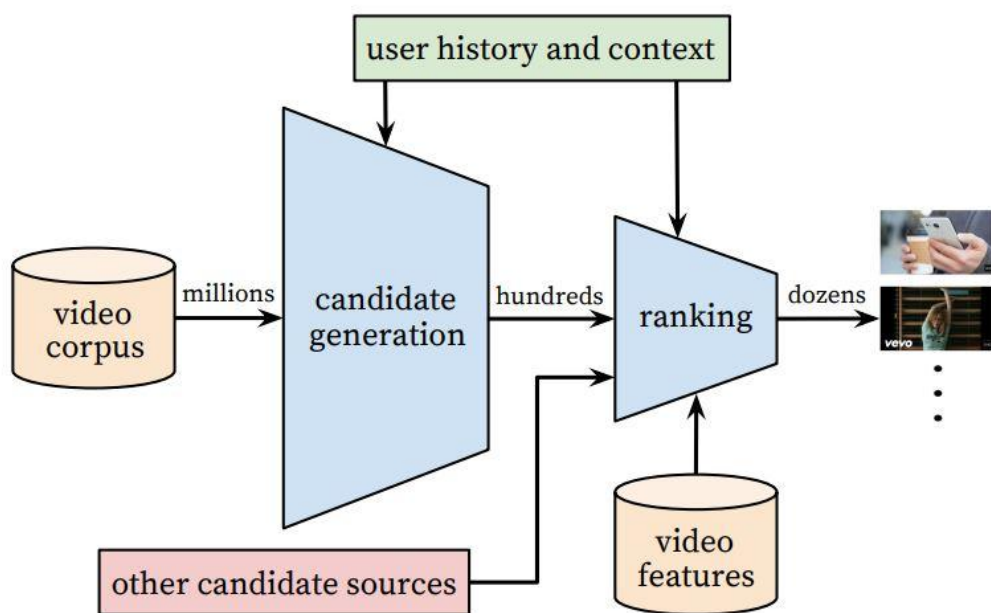 user history and context
video
corpus
millions
candidate
generation
hundreds
ranking
dozens
vevo
other candidate sources
video
features